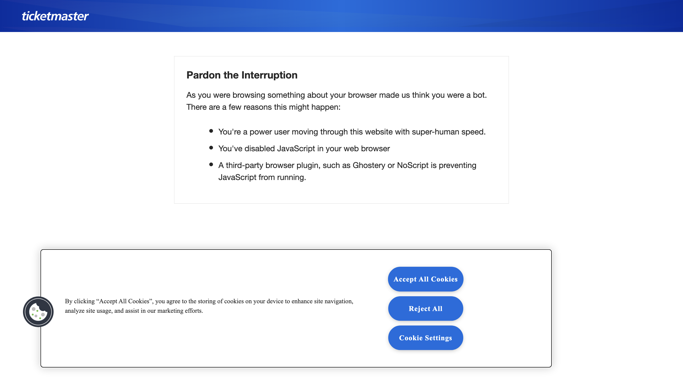 ticketmaster
Pardon the Interruption
As you were browsing something about your browser made us think you were a bot.
There are a few reasons this might happen:
You're a power user moving through this website with super-human speed.
You've disabled JavaScript in your web browser
A third-party browser plugin, such as Ghostery or NoScript is preventing
JavaScript from running.
Accept All Cookies
By clicking “Accept All Cookies”, you agree to the storing of cookies on your device to enhance site navigation,
analyze site usage, and assist in our marketing efforts.
Reject All
Cookie Settings